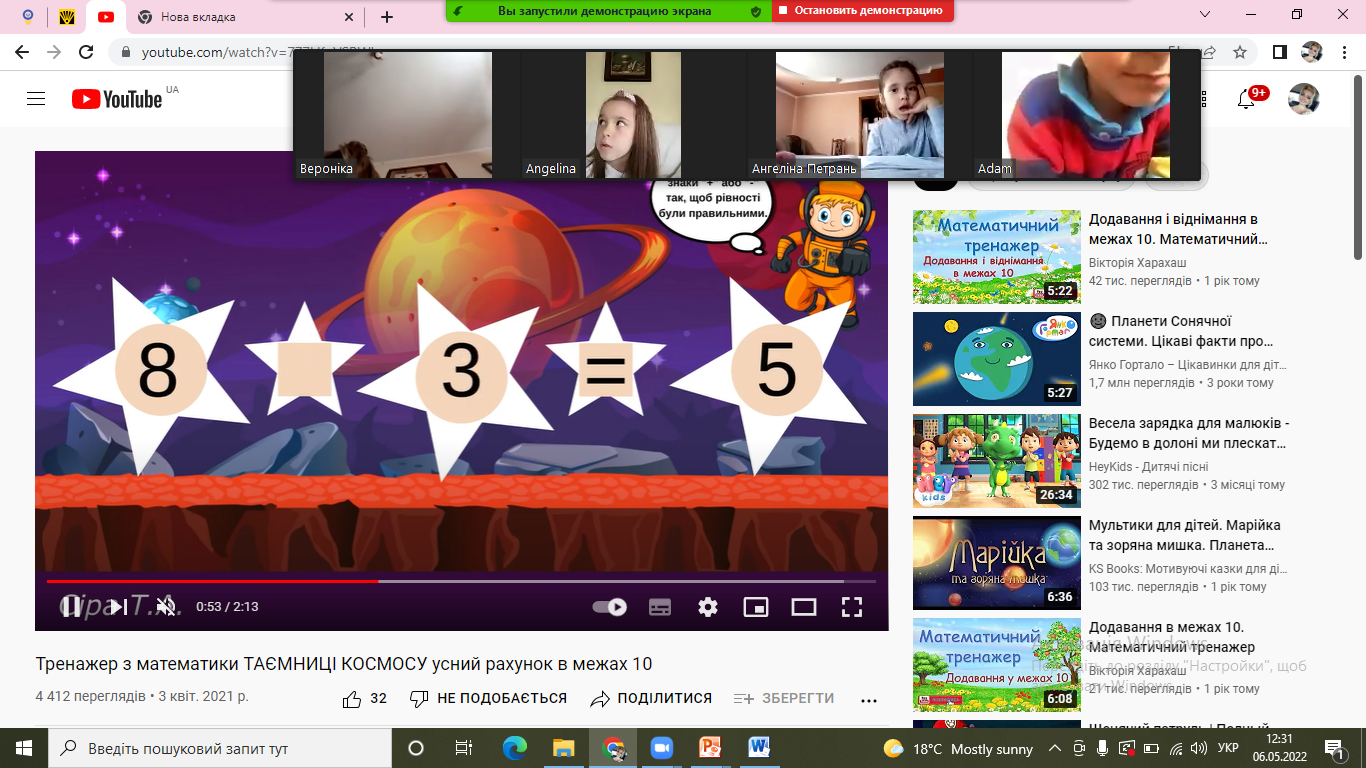 Нова вкладка
Вы запустили демонстрацию экрана
Остановить демонстрацию
youtube.com/watch?v=
YouTube UA
9+
Вероніка
Angelina
Ангеліна Петрань
Adam
знаки "+" або "-"
так, щоб рівності
були правильними.
8 3 = 5
0:53 / 2:13
Тренажер з математики ТАЄМНИЦІ КОСМОСУ усний рахунок в межах 10
4 412 переглядів • 3 квіт. 2021 р.
32
НЕ ПОДОБАЄТЬСЯ
ПОДІЛИТИСЯ
ЗБЕРЕГТИ
Математичний
тренажер
Додавання і віднімання
в межах 10
5:22
Додавання і віднімання в
межах 10. Математичний...
Вікторія Харахаш
42 тис. переглядів • 1 рік тому
5:27
🌚 Планети Сонячної
системи. Цікаві факти про...
Янко Гортало – Цікавинки для діт...
1,7 млн переглядів • 3 роки тому
kids
26:34
Весела зарядка для малюків -
Будемо в долоні ми плескат...
HeyKids - Дитячі пісні
302 тис. переглядів • 3 місяці тому
Марійка
та зоряна мишка
6:36
Мультики для дітей. Марійка
та зоряна мишка. Планета...
KS Books: Мотивуючі казки для ді...
103 тис. переглядів • 1 рік тому
Математичний
тренажер
Додавання у межах 10
6:08
Додавання в межах 10.
Математичний тренажер
Вікторія Харахаш
21 тис. переглядів • 1 рік тому
Windows
"Настройки", щоб
Введіть пошуковий запит тут
18°C Mostly sunny
УКР
12:31
06.05.2022
1